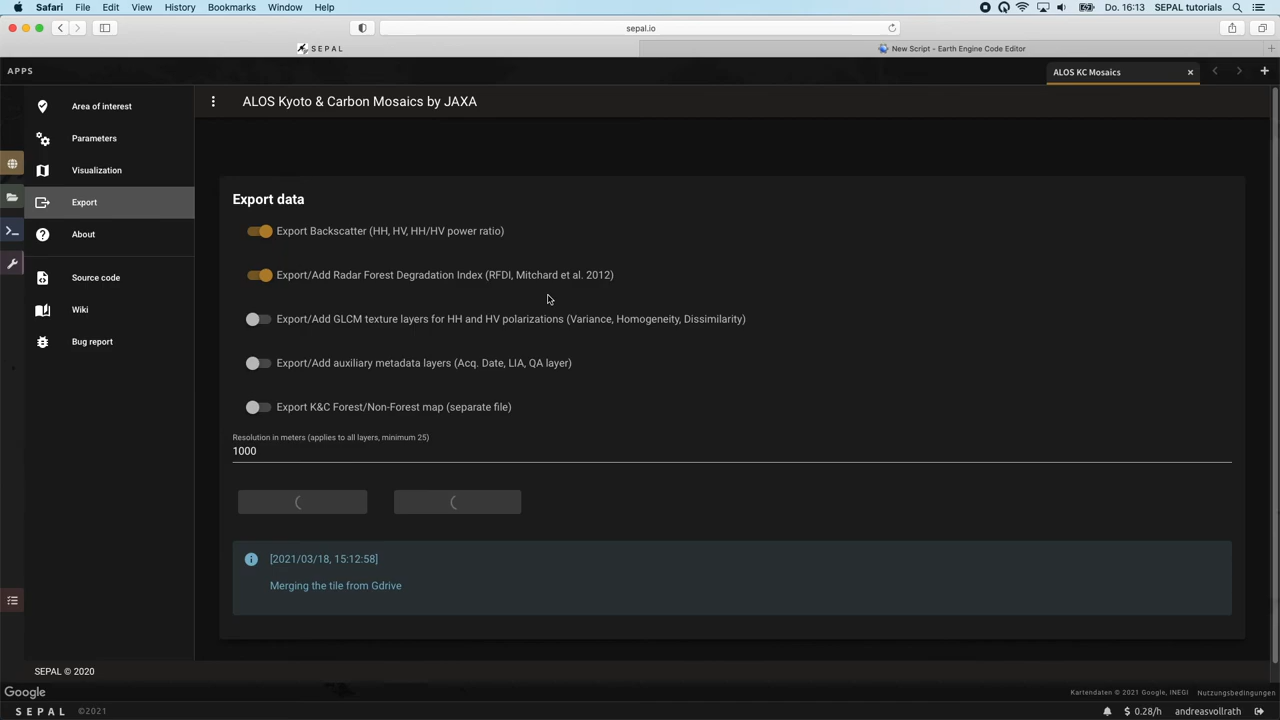 Safari File Edit View History Bookmarks Window Help Do. 16:13 SEPAL tutorials
sepal.io
SEPAL New Script - Earth Engine Code Editor
APPS ALOS KC Mosaics
Area of interest
Parameters
Visualization
Export
About
Source code
Wiki
Bug report
ALOS Kyoto & Carbon Mosaics by JAXA
Export data
Export Backscatter (HH, HV, HH/HV power ratio)
Export/Add Radar Forest Degradation Index (RFDI, Mitchard et al. 2012)
Export/Add GLCM texture layers for HH and HV polarizations (Variance, Homogeneity, Dissimilarity)
Export/Add auxiliary metadata layers (Acq. Date, LIA, QA layer)
Export K&C Forest/Non-Forest map (separate file)
Resolution in meters (applies to all layers, minimum 25)
1000
[2021/03/18, 15:12:58]
Merging the tile from Gdrive
SEPAL © 2020
Google Kartendaten © 2021 Google, INEGI Nutzungsbedingungen
SEPAL ©2021 $ 0.28/h andreasvollrath